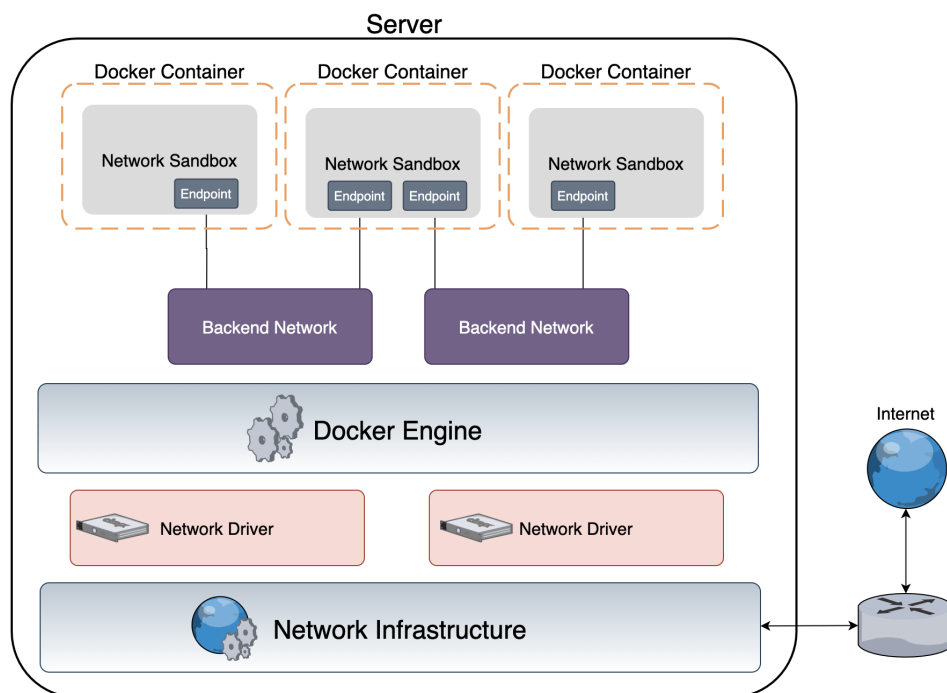 Server
Docker Container
Docker Container
Docker Container
Network Sandbox
Network Sandbox
Network Sandbox
Endpoint
Endpoint
Endpoint
Endpoint
Backend Network
Backend Network
Docker Engine
Internet
Network Driver
Network Driver
Network Infrastructure